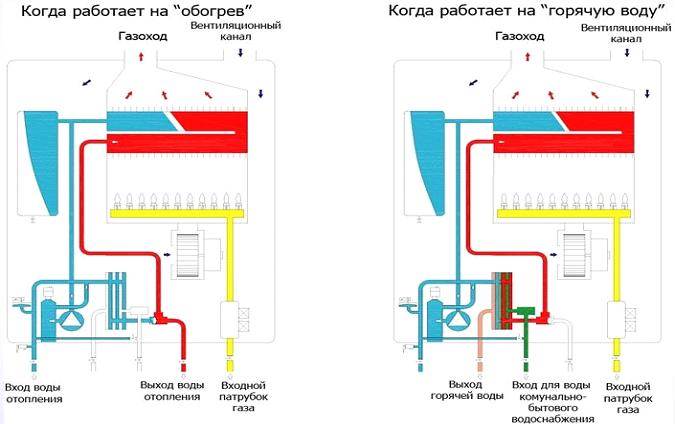 Когда работает на “обогрев”
Газоход
Вентиляционный
канал
Вход воды
отопления
Выход воды
отопления
Входной
патрубок
газа
Когда работает на “горячую воду”
Газоход
Вентиляционный
канал
Выход
горячей воды
Вход для воды
комунально-
бытового
водоснабжения
Входной
патрубок
газа